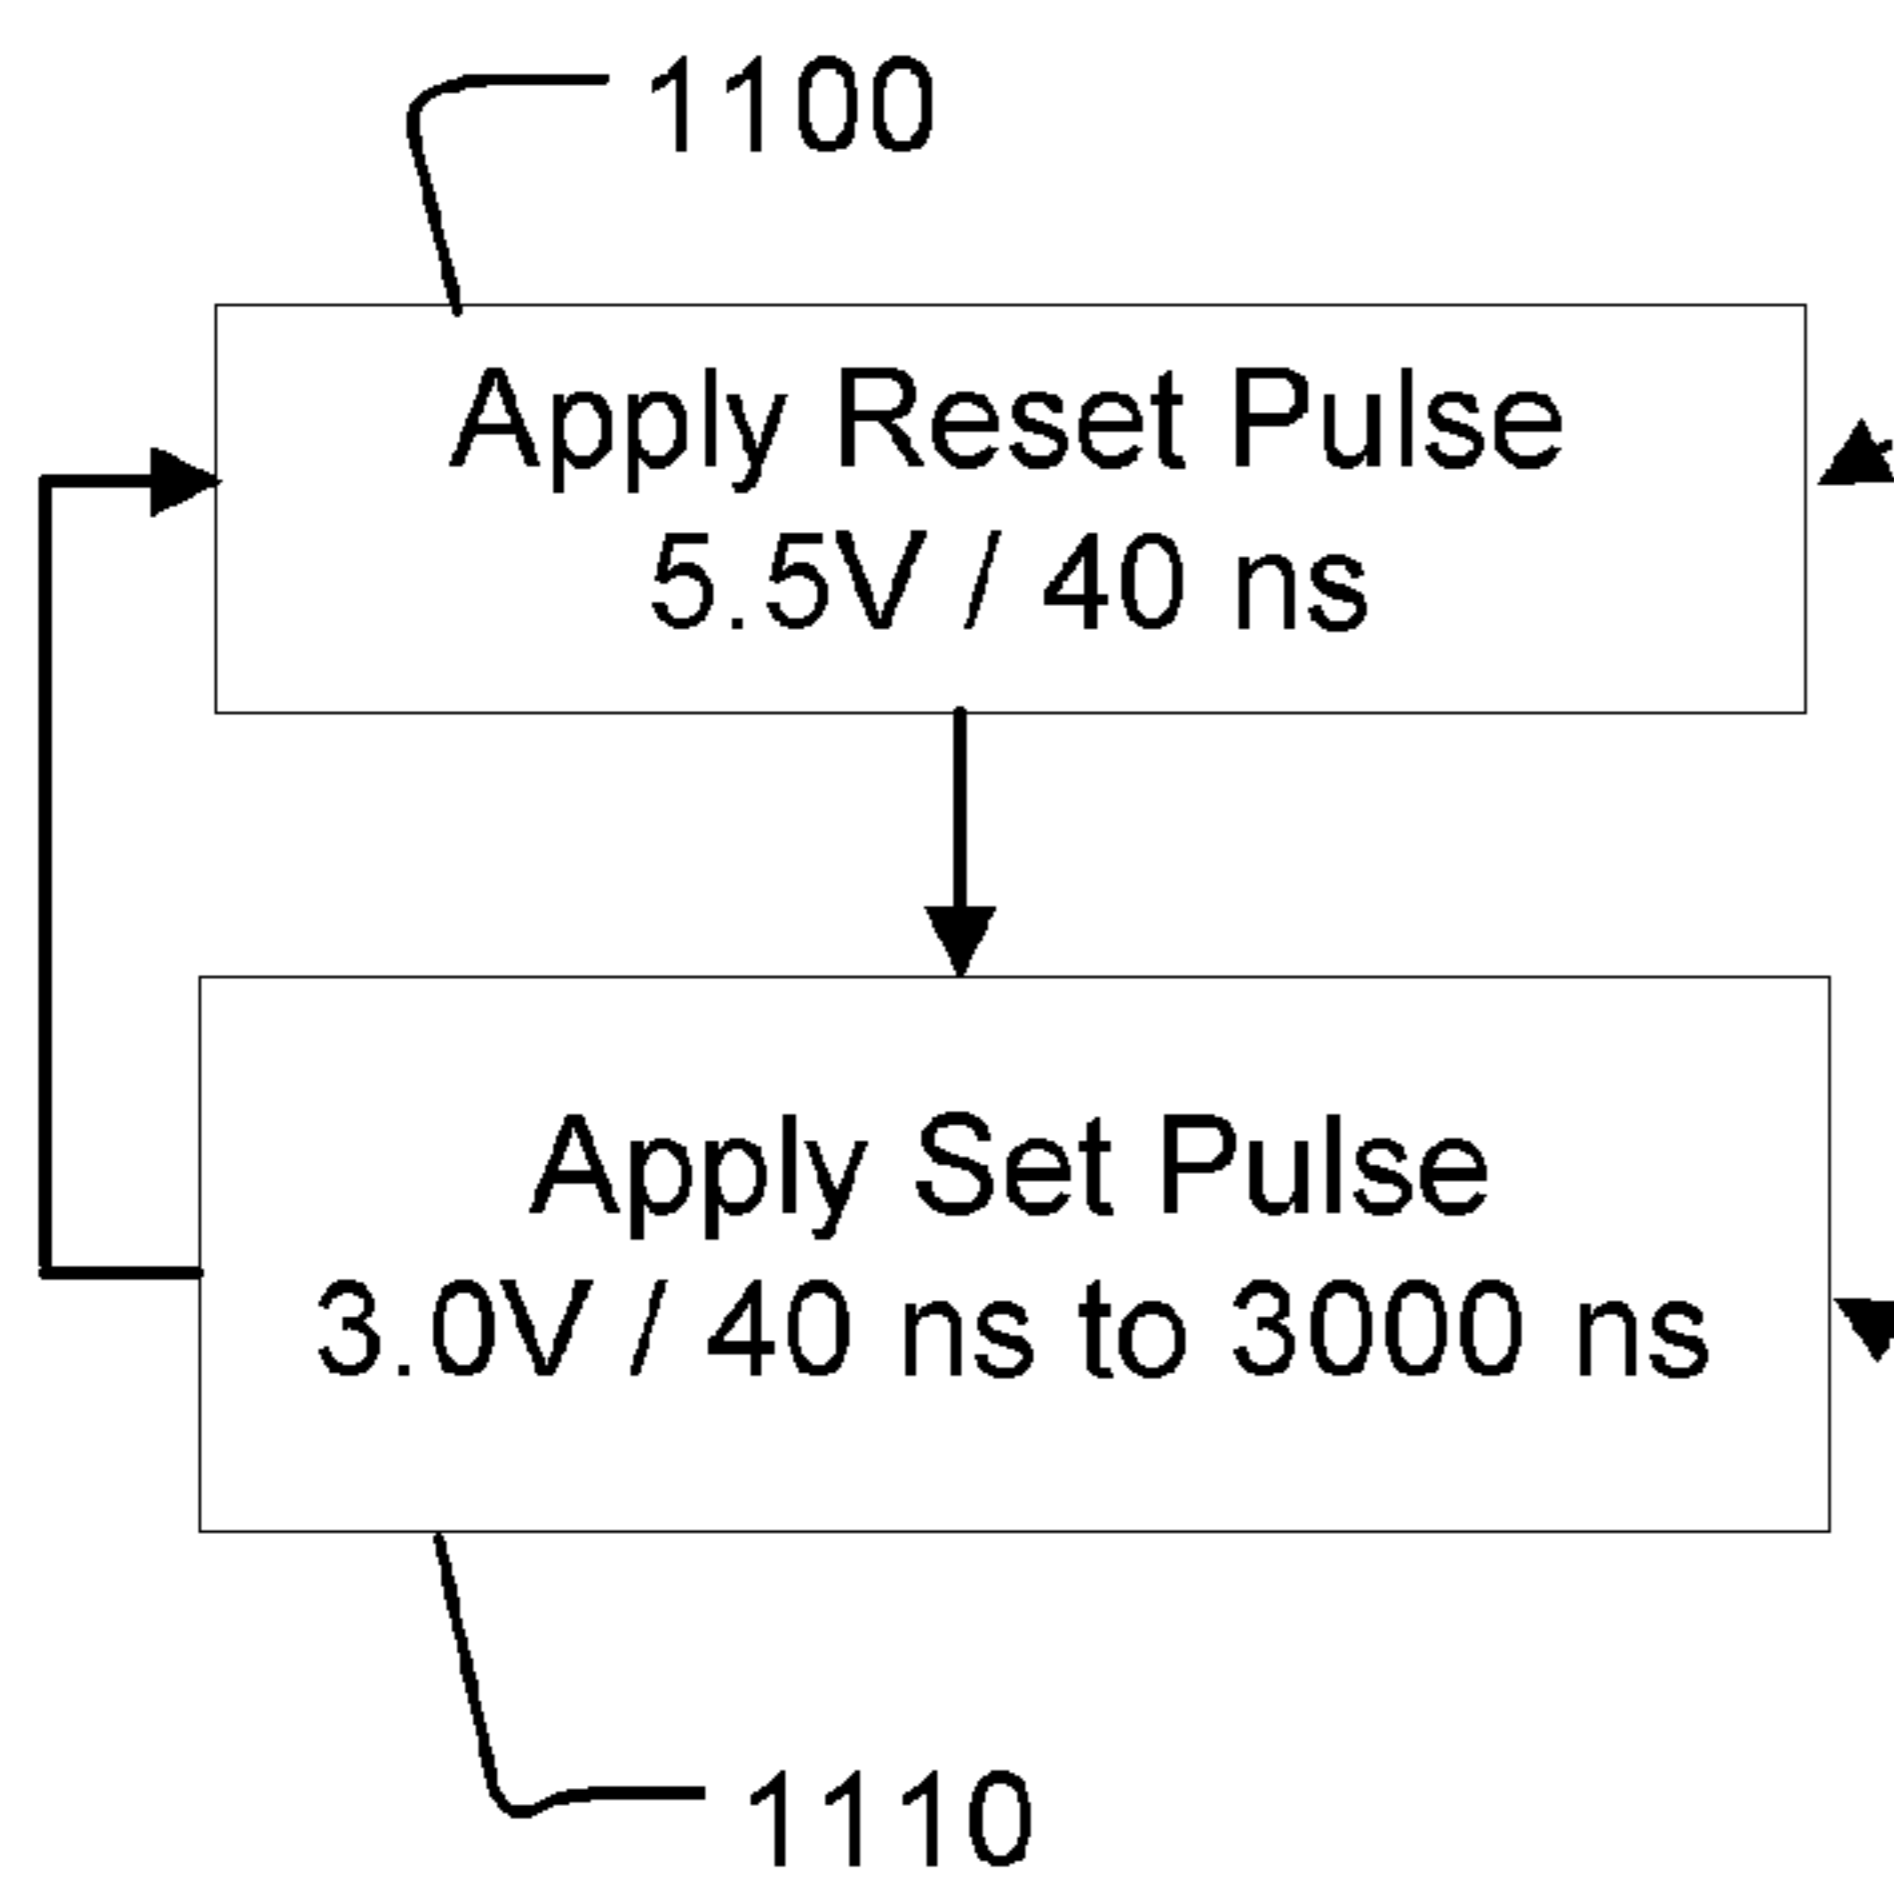 1100
Apply Reset Pulse
5.5V / 40 ns
Apply Set Pulse
3.0V / 40 ns to 3000 ns
1110